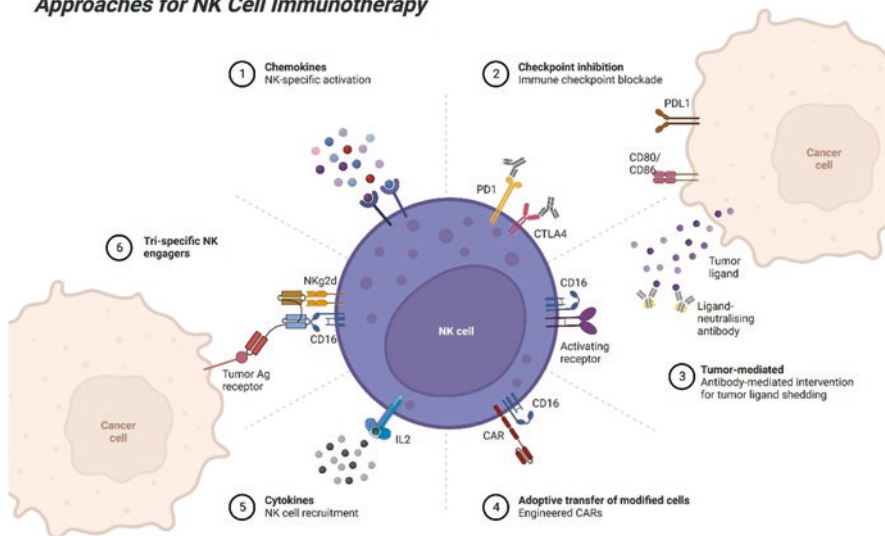 Approaches for NK Cell Immunotherapy
1
Chemokines
NK-specific activation
2
Checkpoint inhibition
Immune checkpoint blockade
PDL1
CD80/
CD86
Cancer
cell
PD1
CTLA4
6
Tri-specific NK
engagers
NKg2d
CD16
Tumor Ag
receptor
Cancer
cell
NK cell
CD16
Activating
receptor
Tumor
ligand
Ligand-
neutralising
antibody
3
Tumor-mediated
Antibody-mediated intervention
for tumor ligand shedding
CD16
CAR
IL2
5
Cytokines
NK cell recruitment
4
Adoptive transfer of modified cells
Engineered CARs